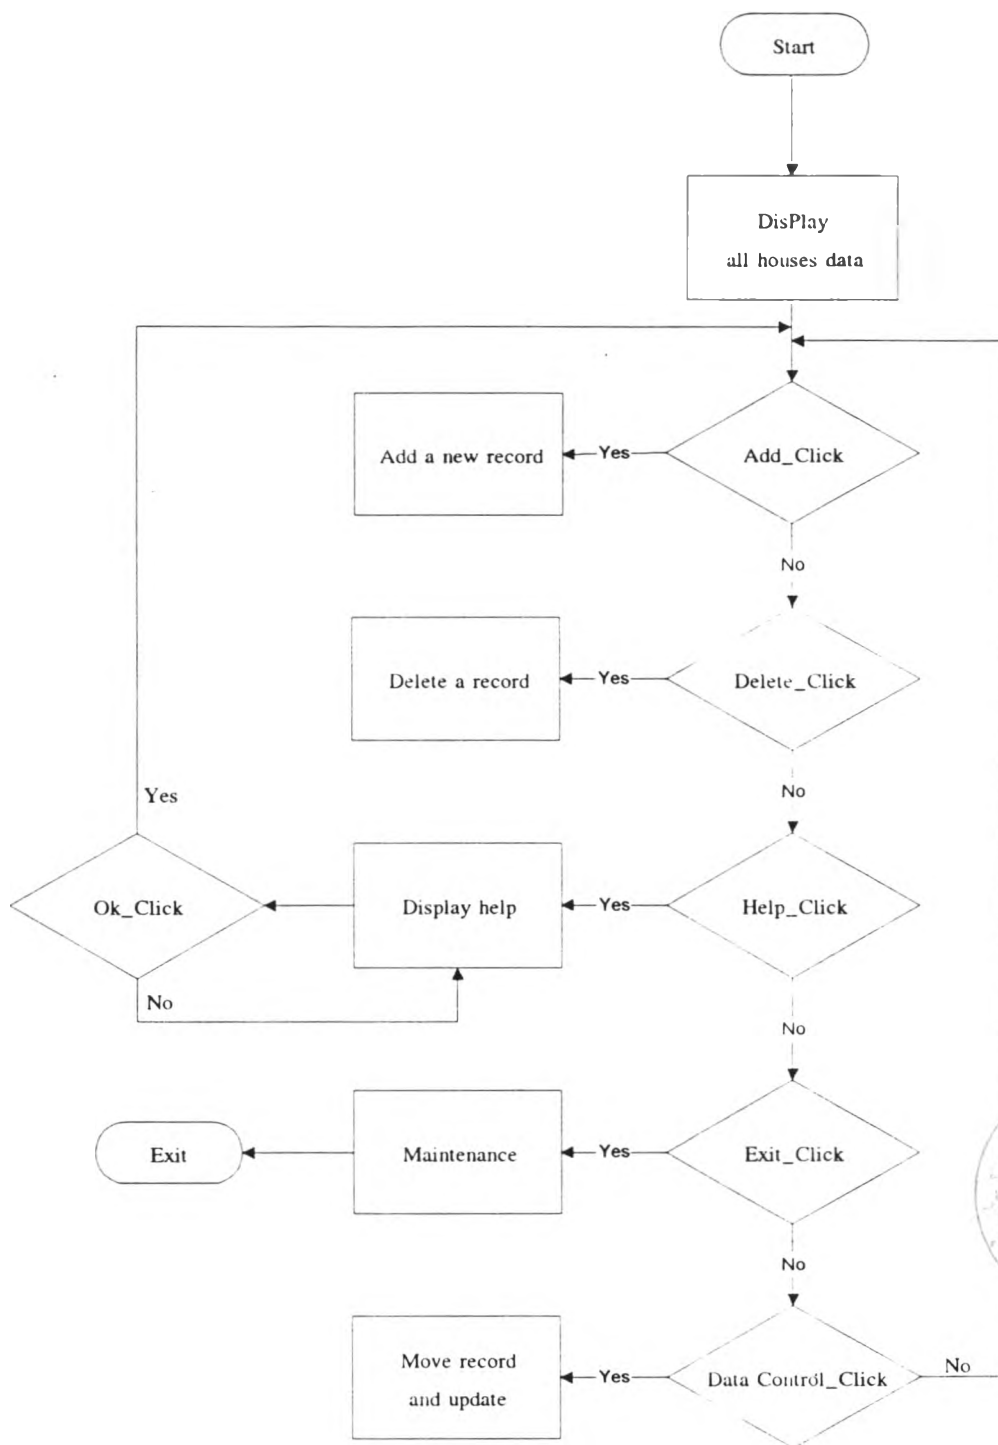 Start
DisPlay
all houses data
Add a new record
Yes
Add_Click
No
Delete a record
Yes
Delete_Click
No
Yes
Ok_Click
Display help
Yes
Help_Click
No
No
Exit
Maintenance
Yes
Exit_Click
No
Move record
and update
Yes
Data Control_Click
No